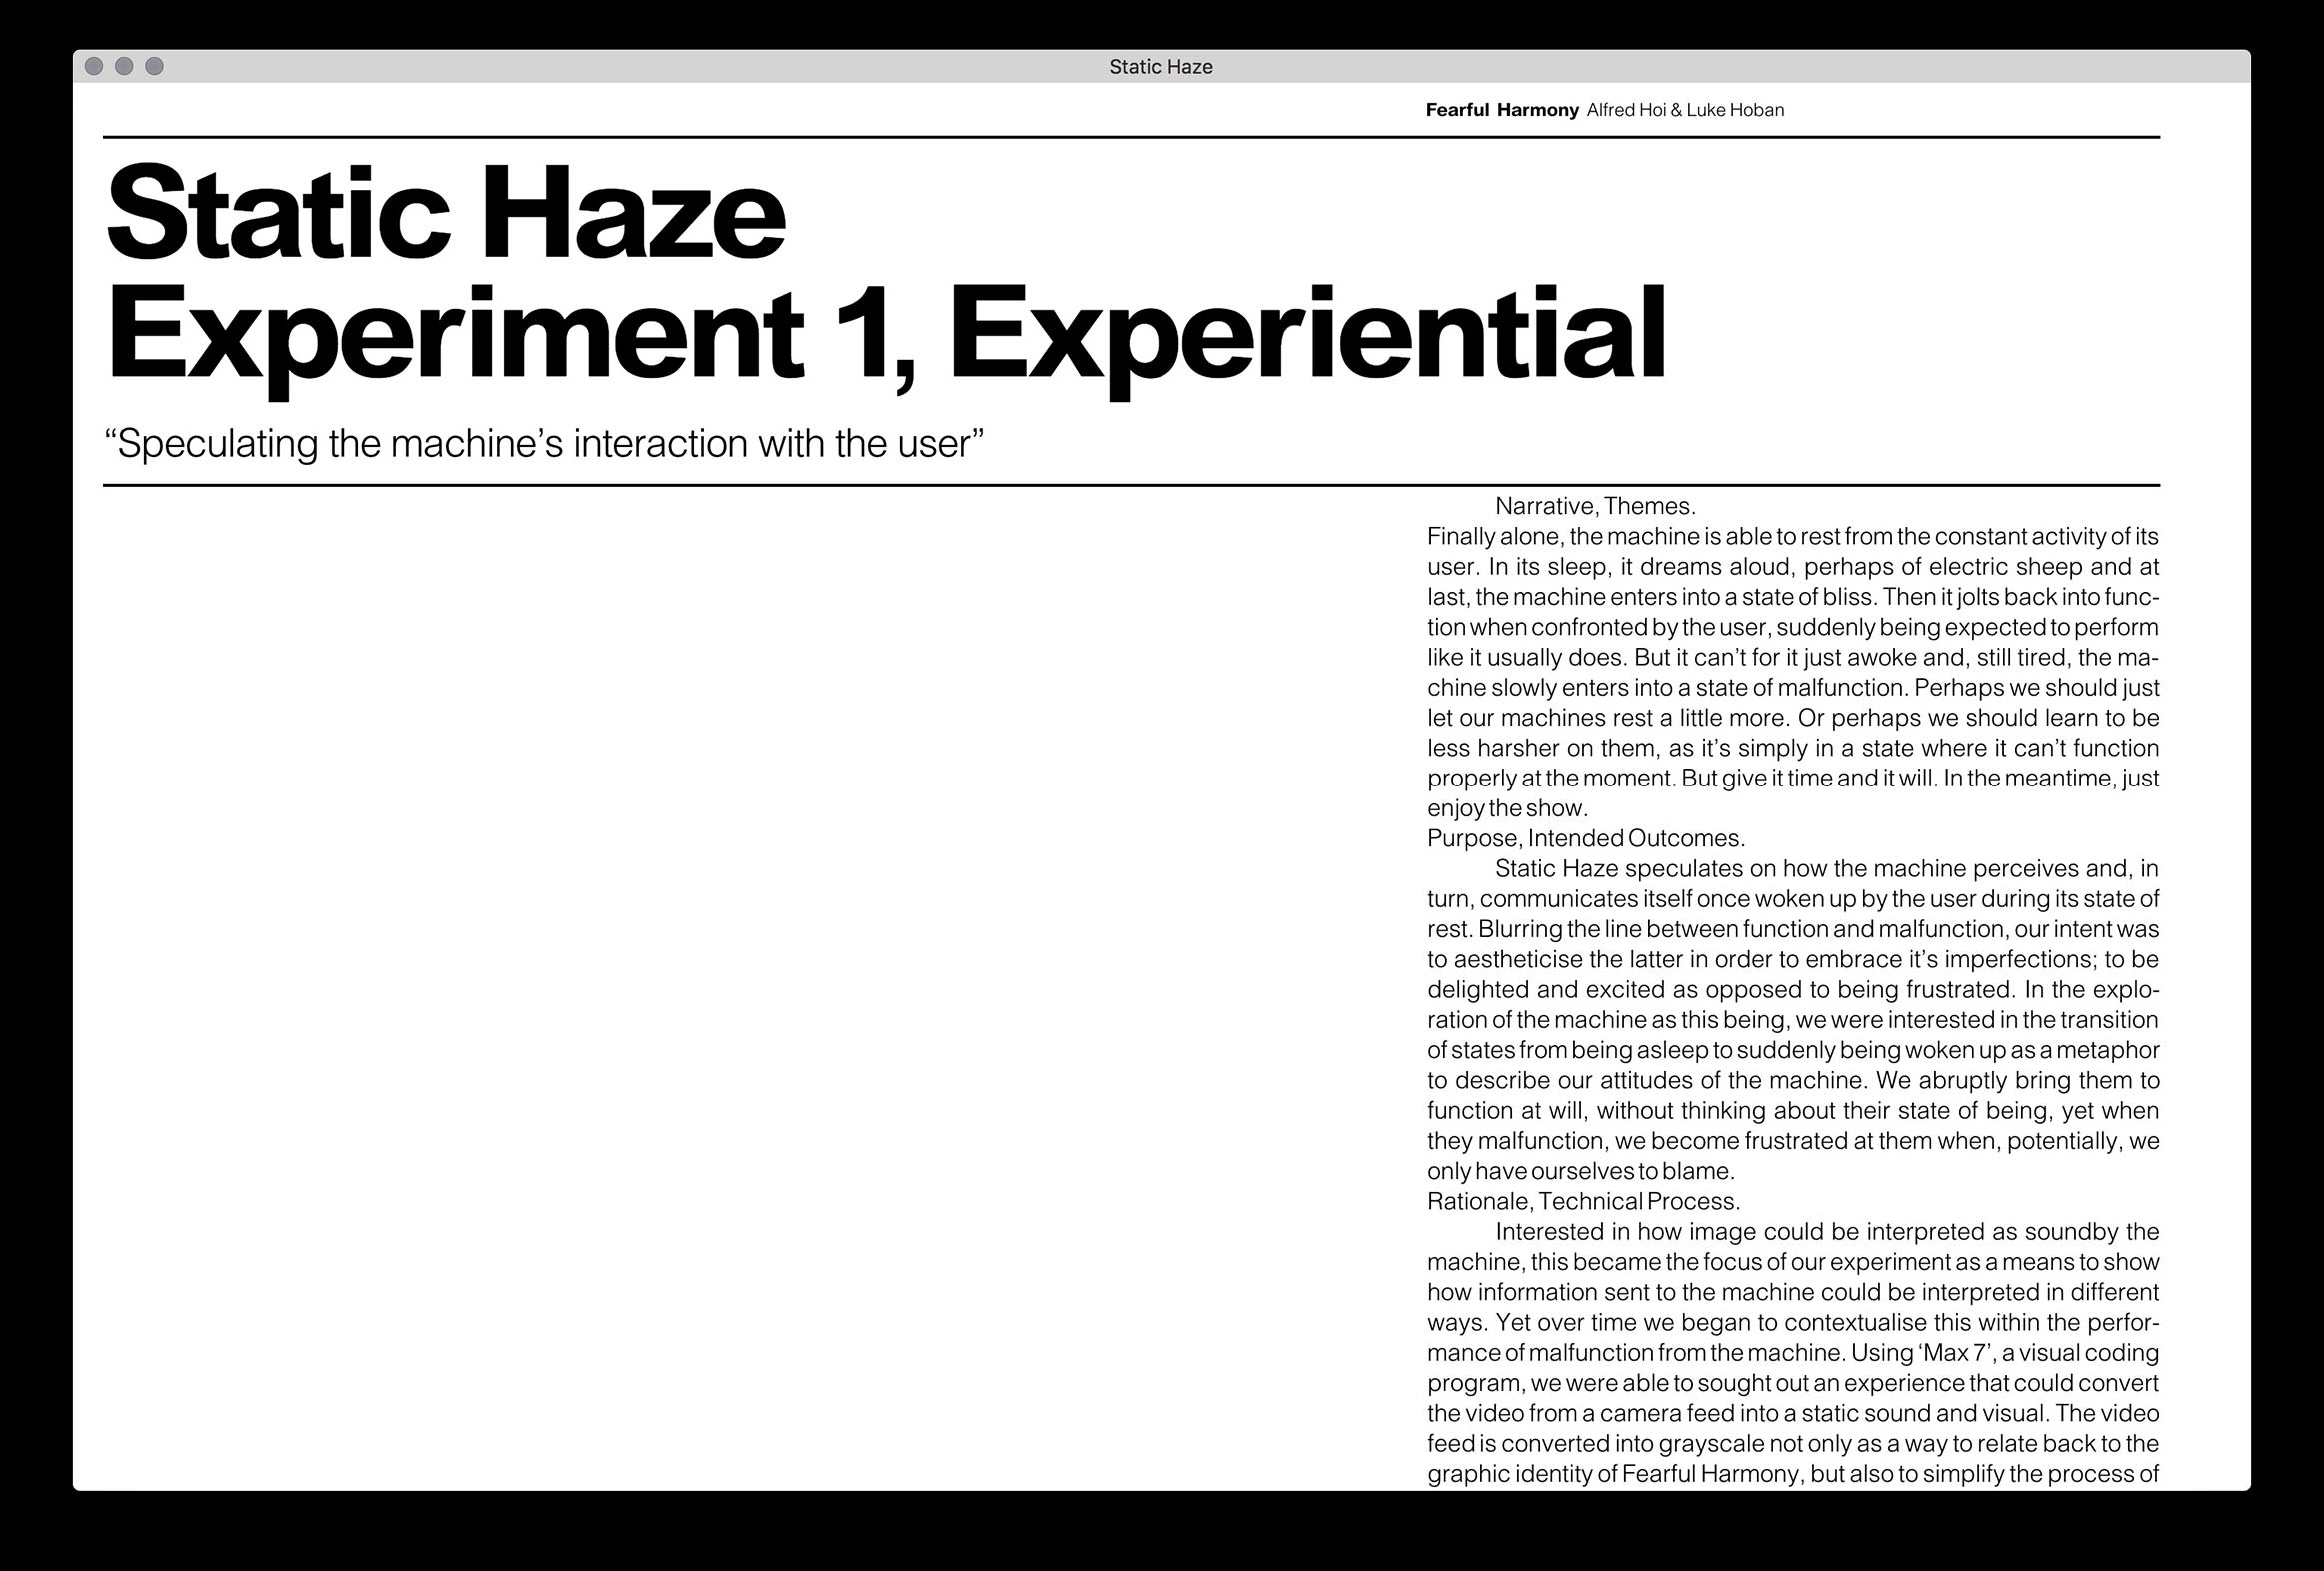 Static Haze
Fearful Harmony Alfred Hoi & Luke Hoban
Static Haze
Experiment 1, Experiential
“Speculating the machine’s interaction with the user”
Narrative, Themes.
Finally alone, the machine is able to rest from the constant activity of its
user. In its sleep, it dreams aloud, perhaps of electric sheep and at
last, the machine enters into a state of bliss. Then it jolts back into func-
tion when confronted by the user, suddenly being expected to perform
like it usually does. But it can’t for it just awoke and, still tired, the ma-
chine slowly enters into a state of malfunction. Perhaps we should just
let our machines rest a little more. Or perhaps we should learn to be
less harsher on them, as it’s simply in a state where it can’t function
properly at the moment. But give it time and it will. In the meantime, just
enjoy the show.
Purpose, Intended Outcomes.
Static Haze speculates on how the machine perceives and, in
turn, communicates itself once woken up by the user during its state of
rest. Blurring the line between function and malfunction, our intent was
to aestheticise the latter in order to embrace it’s imperfections; to be
delighted and excited as opposed to being frustrated. In the explo-
ration of the machine as this being, we were interested in the transition
of states from being asleep to suddenly being woken up as a metaphor
to describe our attitudes of the machine. We abruptly bring them to
function at will, without thinking about their state of being, yet when
they malfunction, we become frustrated at them when, potentially, we
only have ourselves to blame.
Rationale, Technical Process.
Interested in how image could be interpreted as soundby the
machine, this became the focus of our experiment as a means to show
how information sent to the machine could be interpreted in different
ways. Yet over time we began to contextualise this within the perfor-
mance of malfunction from the machine. Using ‘Max 7’, a visual coding
program, we were able to sought out an experience that could convert
the video from a camera feed into a static sound and visual. The video
feed is converted into grayscale not only as a way to relate back to the
graphic identity of Fearful Harmony, but also to simplify the process of